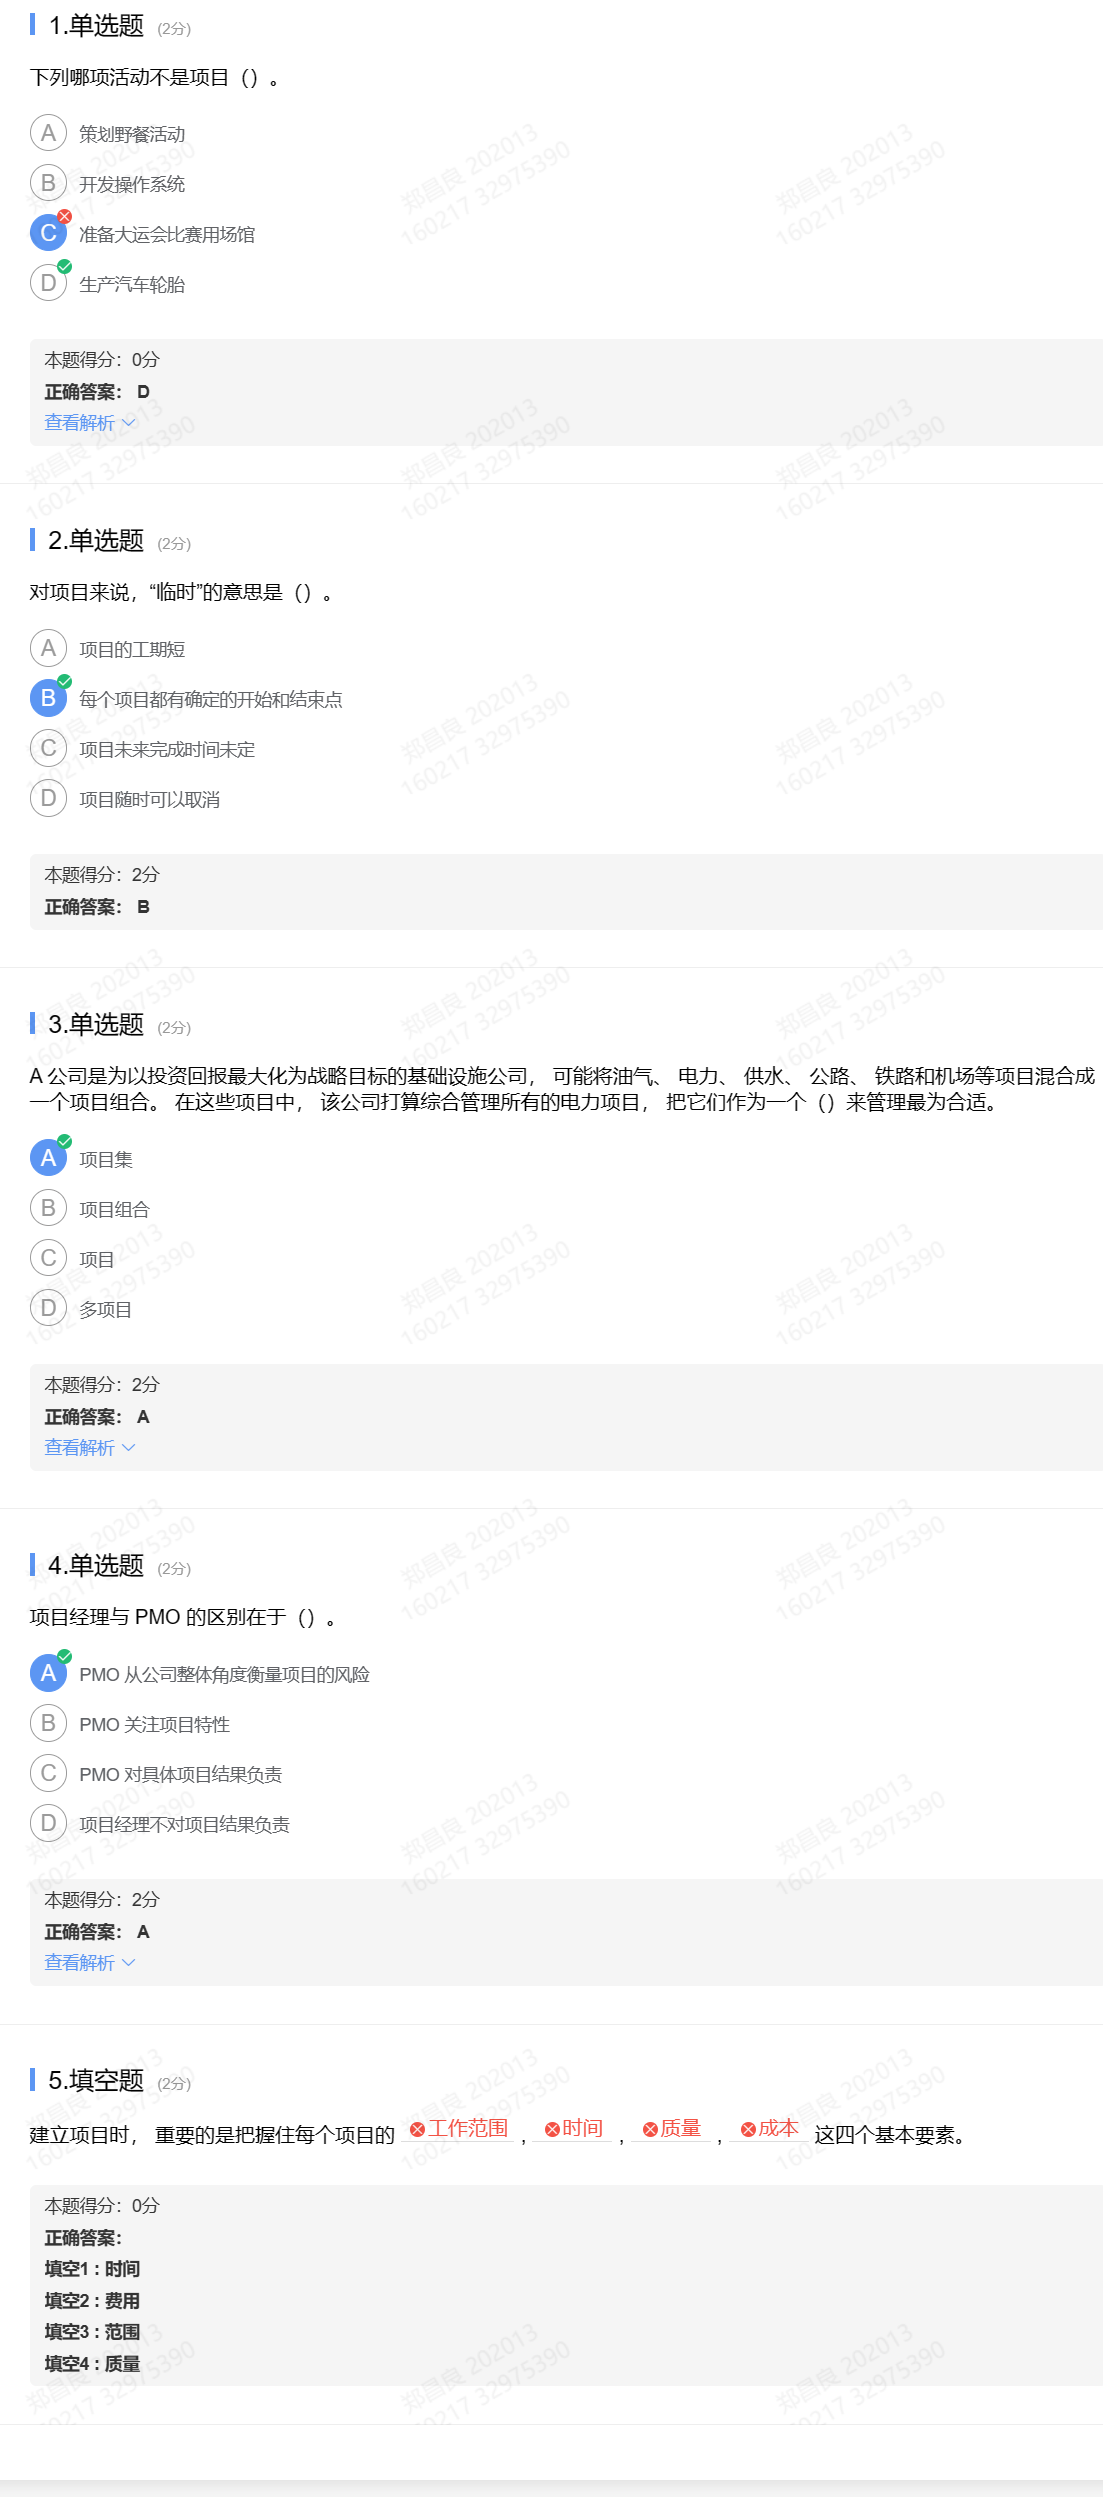 1.单选题 (2分)
下列哪项活动不是项目（）。
A 策划野餐活动
B 开发操作系统
C 准备大运会比赛用场馆
D 生产汽车轮胎
本题得分：0分
正确答案： D
查看解析
2.单选题 (2分)
对项目来说，“临时”的意思是（）。
A 项目的工期短
B 每个项目都有确定的开始和结束点
C 项目未来完成时间未定
D 项目随时可以取消
本题得分：2分
正确答案： B
3.单选题 (2分)
A 公司是为以投资回报最大化为战略目标的基础设施公司， 可能将油气、 电力、 供水、 公路、 铁路和机场等项目混合成
一个项目组合。 在这些项目中， 该公司打算综合管理所有的电力项目， 把它们作为一个（）来管理最为合适。
A 项目集
B 项目组合
C 项目
D 多项目
本题得分：2分
正确答案： A
查看解析
4.单选题 (2分)
项目经理与 PMO 的区别在于（）。
A PMO 从公司整体角度衡量项目的风险
B PMO 关注项目特性
C PMO 对具体项目结果负责
D 项目经理不对项目结果负责
本题得分：2分
正确答案： A
查看解析
5.填空题 (2分)
建立项目时， 重要的是把握住每个项目的 工作范围 , 时间 , 质量 , 成本 这四个基本要素。
本题得分：0分
正确答案：
填空1 : 时间
填空2 : 费用
填空3 : 范围
填空4 : 质量
郑昌良 202013
160217 32975390